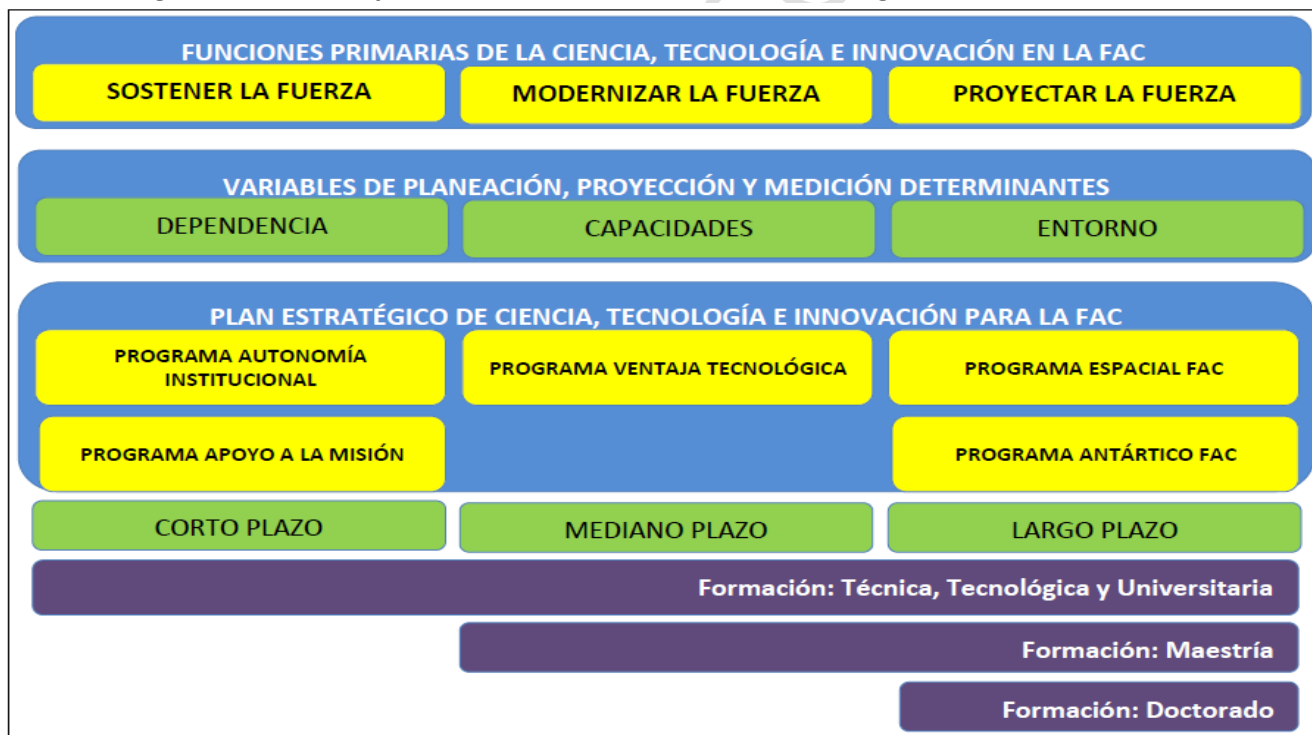 FUNCIONES PRIMARIAS DE LA CIENCIA, TECNOLOGÍA E INNOVACIÓN EN LA FAC
SOSTENER LA FUERZA
MODERNIZAR LA FUERZA
PROYECTAR LA FUERZA
VARIABLES DE PLANEACIÓN, PROYECCIÓN Y MEDICIÓN DETERMINANTES
DEPENDENCIA
CAPACIDADES
ENTORNO
PLAN ESTRATÉGICO DE CIENCIA, TECNOLOGÍA E INNOVACIÓN PARA LA FAC
PROGRAMA AUTONOMÍA
INSTITUCIONAL
PROGRAMA VENTAJA TECNOLÓGICA
PROGRAMA ESPACIAL FAC
PROGRAMA APOYO A LA MISIÓN
PROGRAMA ANTÁRTICO FAC
CORTO PLAZO
MEDIANO PLAZO
LARGO PLAZO
Formación: Técnica, Tecnológica y Universitaria
Formación: Maestría
Formación: Doctorado